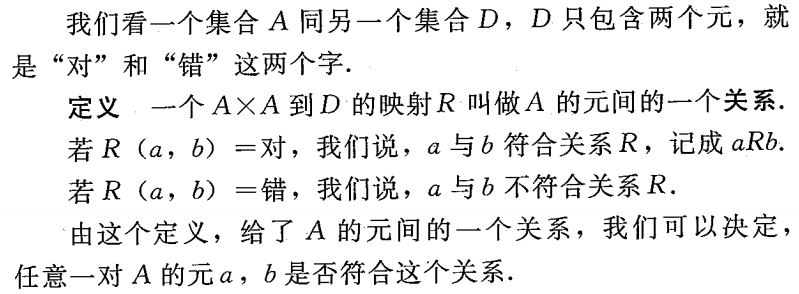 我们看一个集合 A 同另一个集合 D，D 只包含两个元，就
是“对”和“错”这两个字.
定义 一个 A×A 到 D 的映射 R 叫做 A 的元间的一个关系.
若 R（a，b）＝对，我们说，a 与 b 符合关系 R，记成 aRb.
若 R（a，b）＝错，我们说，a 与 b 不符合关系 R.
由这个定义，给了 A 的元间的一个关系，我们可以决定，
任意一对 A 的元 a，b 是否符合这个关系.